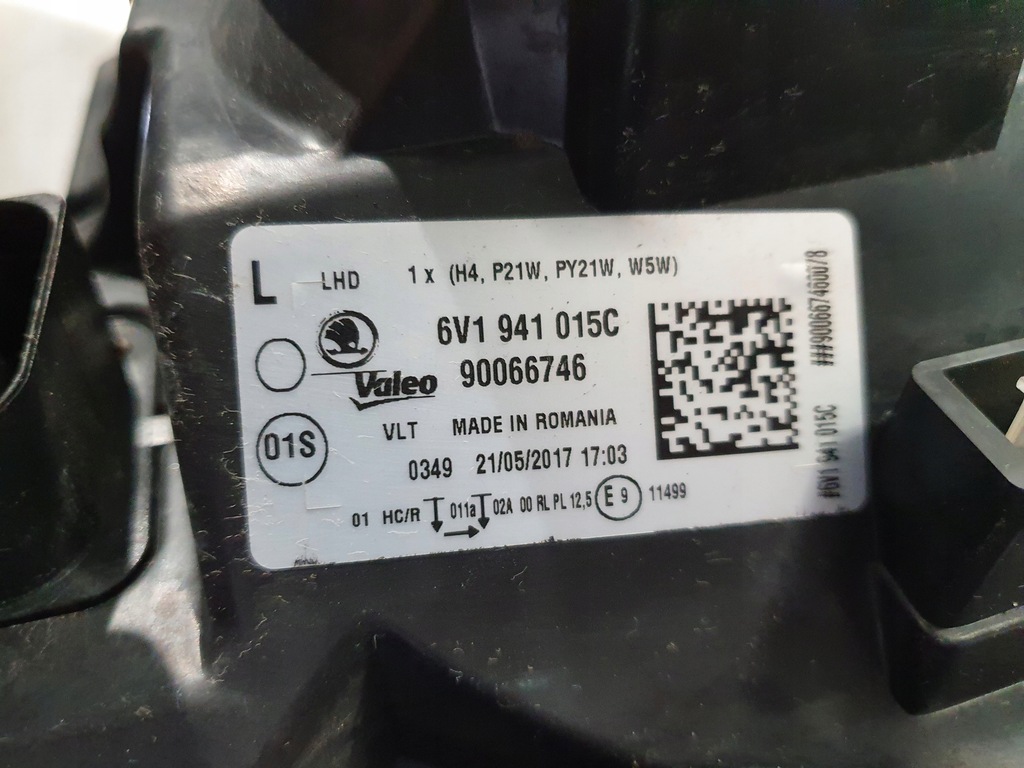 L LHD 1 x (H4, P21W, PY21W, W5W)
6V1 941 015C
Valeo 90066746
VLT MADE IN ROMANIA
01S
0349 21/05/2017 17:03
01 HC/R 011a 02A 00 RL PL 12,5 E 9 11499
#6V1 941 015C ###9006674600/8